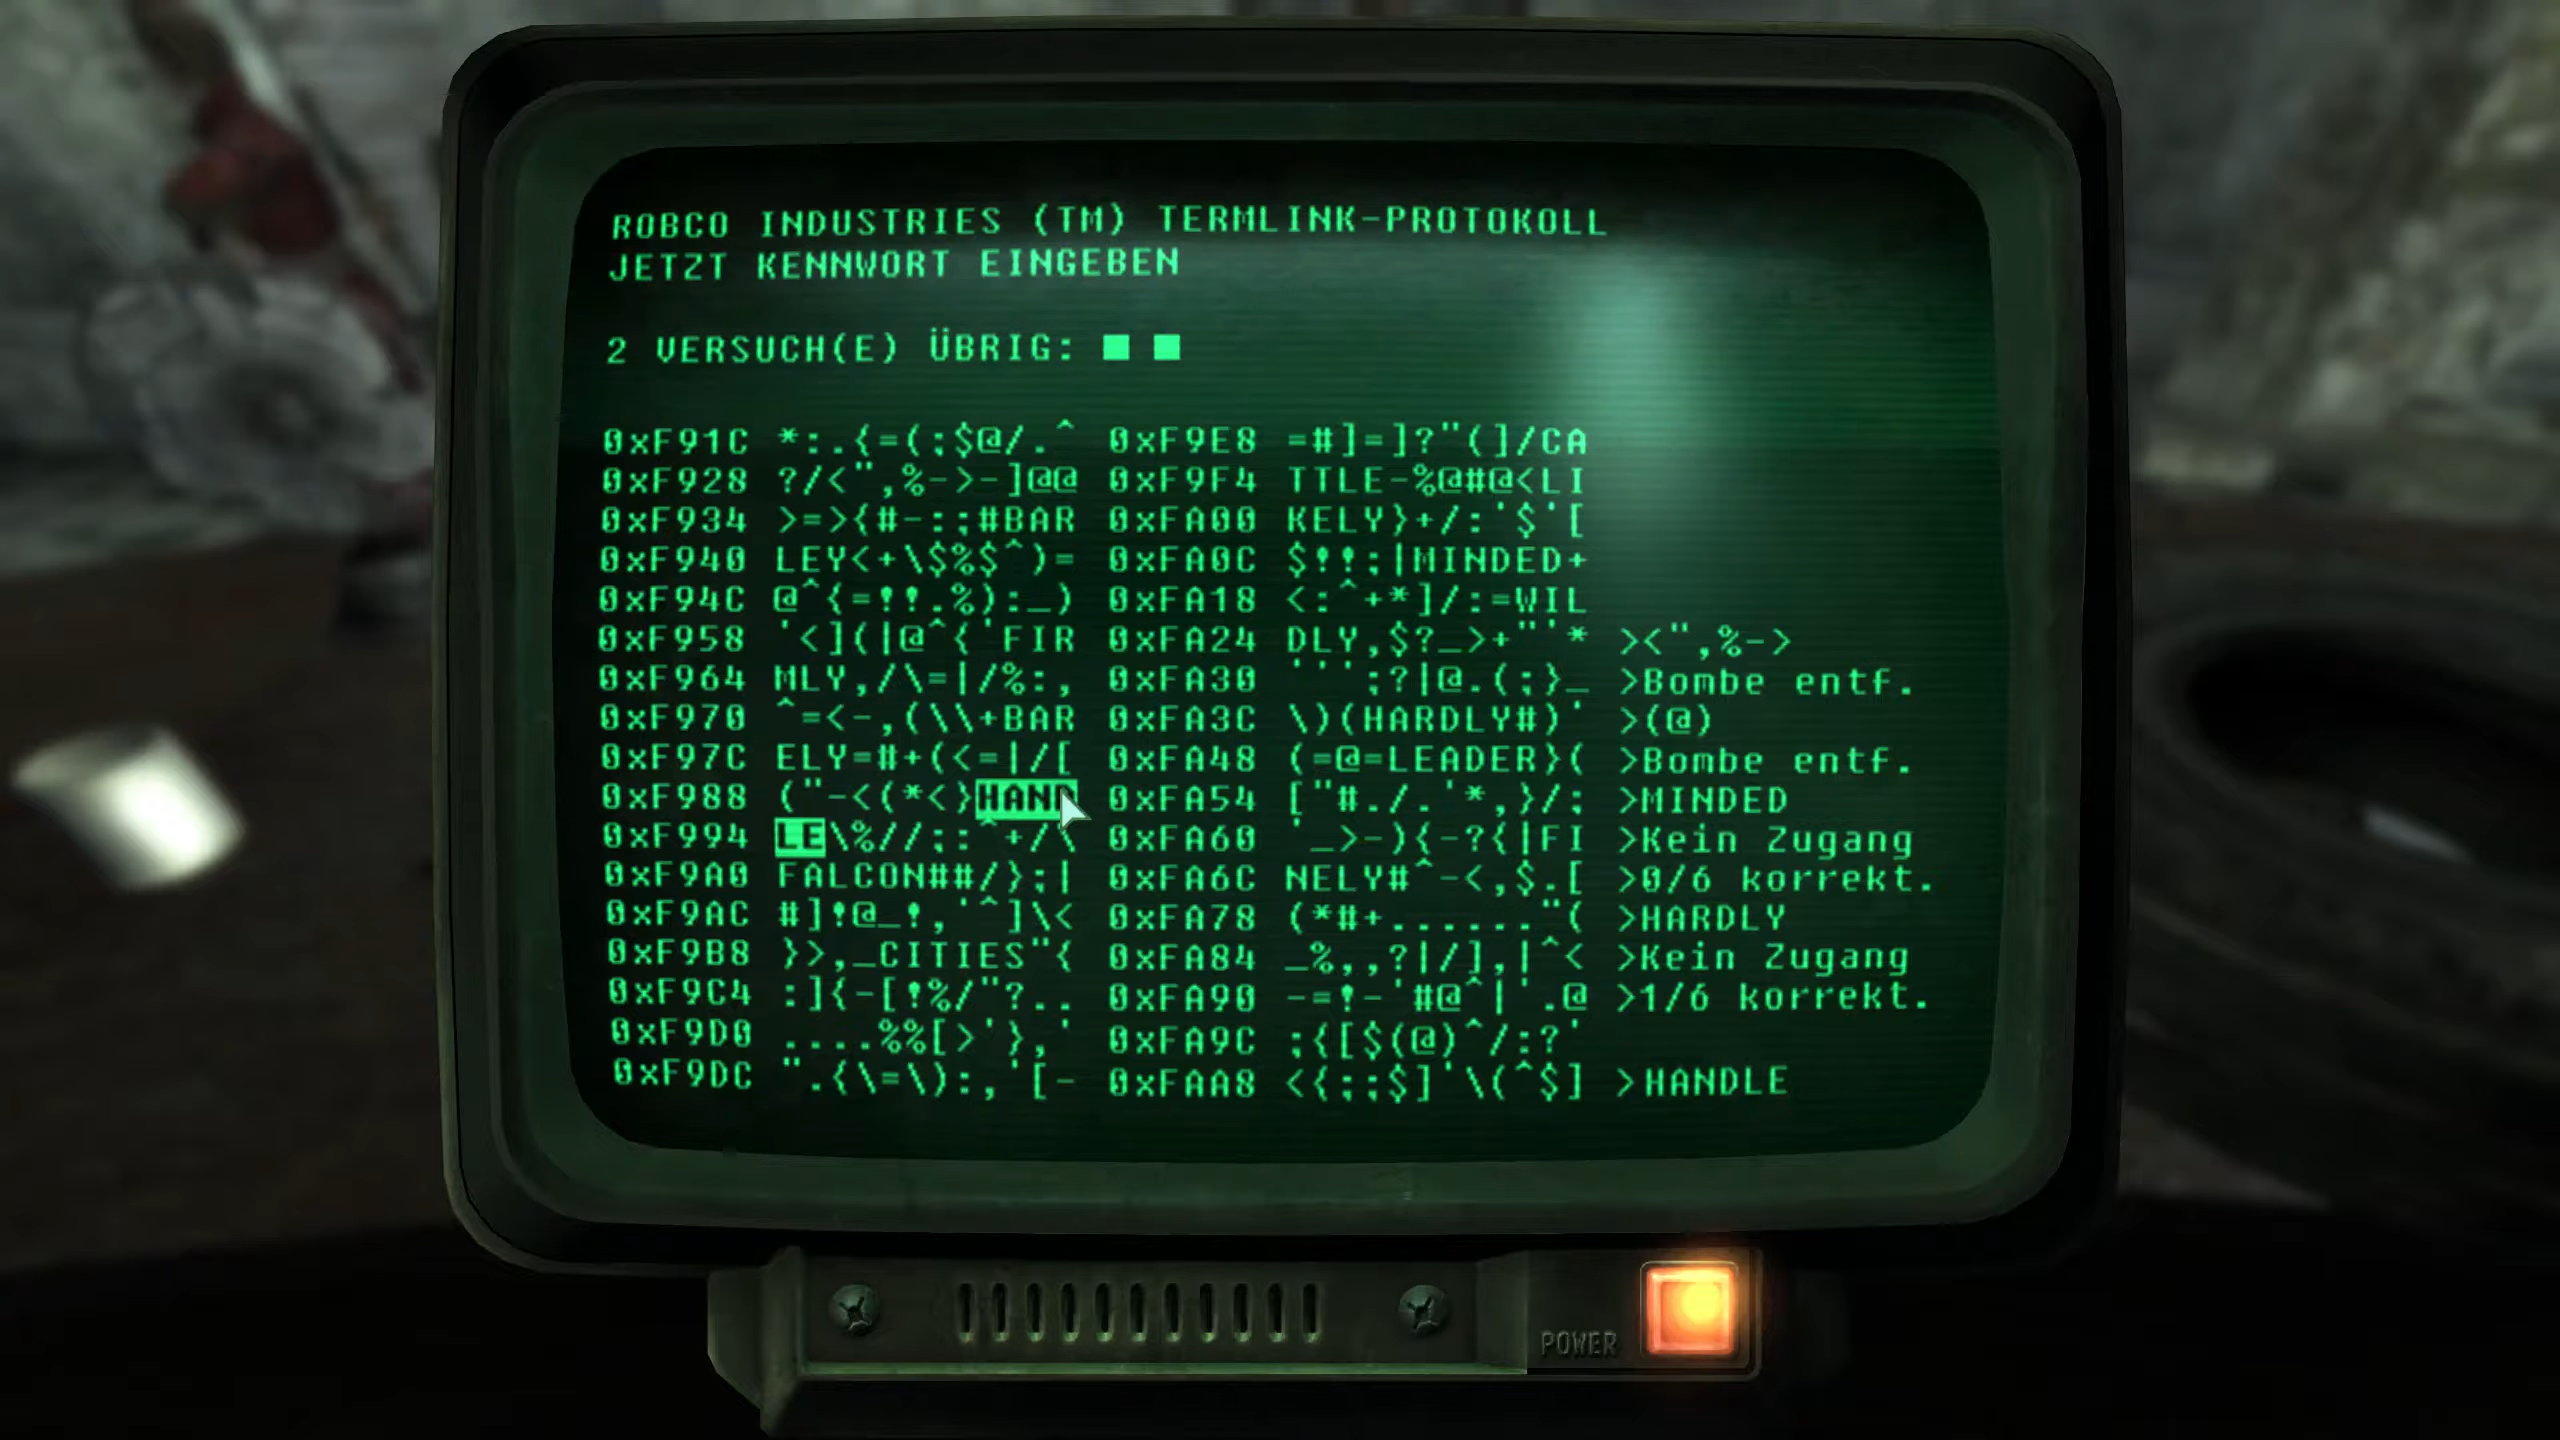 ROBCO INDUSTRIES (TM) TERMLINK-PROTOKOLL
JETZT KENNWORT EINGEBEN
2 VERSUCH(E) ÜBRIG: ■ ■
0xF91C *:.{=(;$@/.^ 0xF9E8 =#]=]?"(]/CA
0xF928 ?/<",%->-]@@ 0xF9F4 TTLE-%@#@<LI
0xF934 >=>{#-:;#BAR 0xFA00 KELY}+/:'$'[
0xF940 LEY<+\$%$^)= 0xFA0C $!!;|MINDED+
0xF94C @^{=!!.%):_) 0xFA18 <:^+*]/:=WIL
0xF958 '<](|@^{'FIR 0xFA24 DLY,$?_>+"'* ><",%->
0xF964 MLY,/\=|/%:, 0xFA30 ''';?|@.(;}_ >Bombe entf.
0xF970 ^=<-,(\\+BAR 0xFA3C \)(HARDLY#)' >(@)
0xF97C ELY=#+(<=|/[ 0xFA48 (=@=LEADER}( >Bombe entf.
0xF988 ("-<(*<}HAND 0xFA54 ["#./.'*,}/; >MINDED
0xF994 LE\%//;:^+/\ 0xFA60 '_>-){-?{|FI >Kein Zugang
0xF9A0 FALCON##/};| 0xFA6C NELY#^-<,$.[ >0/6 korrekt.
0xF9AC #]!@_!,'^]\< 0xFA78 (*#+......"( >HARDLY
0xF9B8 }>,_CITIES"{ 0xFA84 _%,,?|/],|^< >Kein Zugang
0xF9C4 :]{-[!%/"?.. 0xFA90 -=!-'#@^|'.@ >1/6 korrekt.
0xF9D0 ....%%[>'},' 0xFA9C ;{[$(@)^/:?'
0xF9DC ".{\=\):,'[- 0xFAA8 <{;;$]'\(^$] >HANDLE
POWER